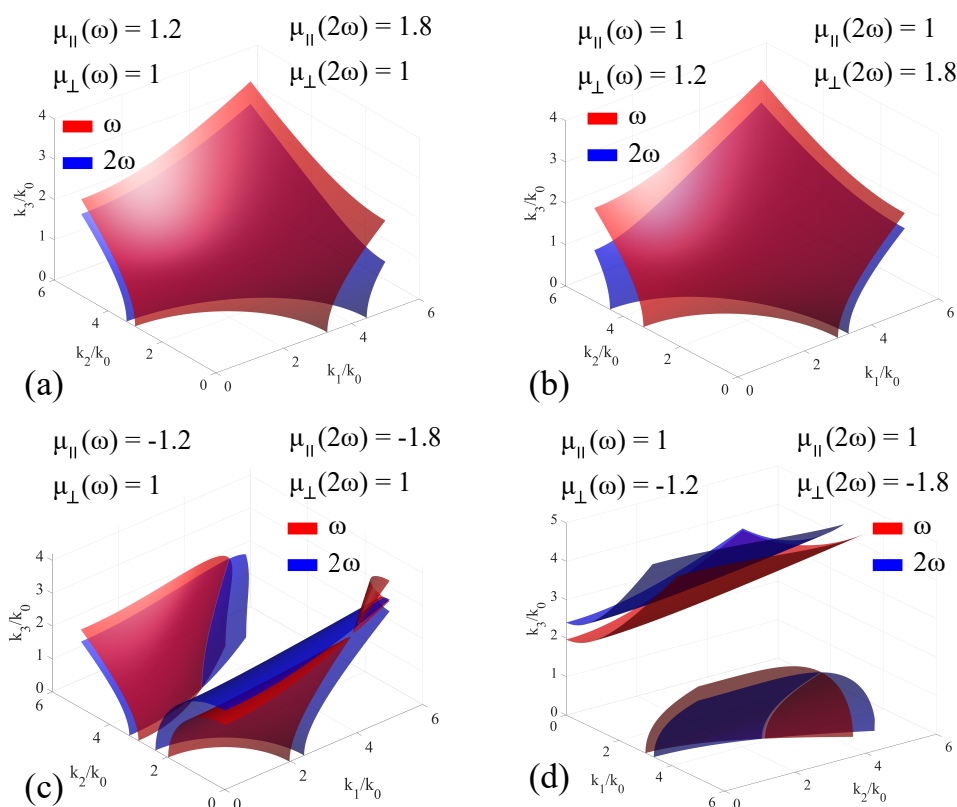 μ||(ω) = 1.2 μ||(2ω) = 1.8
μ⊥(ω) = 1 μ⊥(2ω) = 1
ω
2ω
k3/k0
4
3
2
1
0
6
4
2
0
k2/k0
0
2
4
6
k1/k0
(a)
μ||(ω) = 1 μ||(2ω) = 1
μ⊥(ω) = 1.2 μ⊥(2ω) = 1.8
ω
2ω
k3/k0
4
3
2
1
0
6
4
2
0
k2/k0
0
2
4
6
k1/k0
(b)
μ||(ω) = -1.2 μ||(2ω) = -1.8
μ⊥(ω) = 1 μ⊥(2ω) = 1
ω
2ω
k3/k0
4
3
2
1
0
6
4
2
0
k2/k0
0
2
4
6
k1/k0
(c)
μ||(ω) = 1 μ||(2ω) = 1
μ⊥(ω) = -1.2 μ⊥(2ω) = -1.8
ω
2ω
k3/k0
5
4
3
2
1
0
0
2
4
6
k1/k0
0
2
4
6
k2/k0
(d)